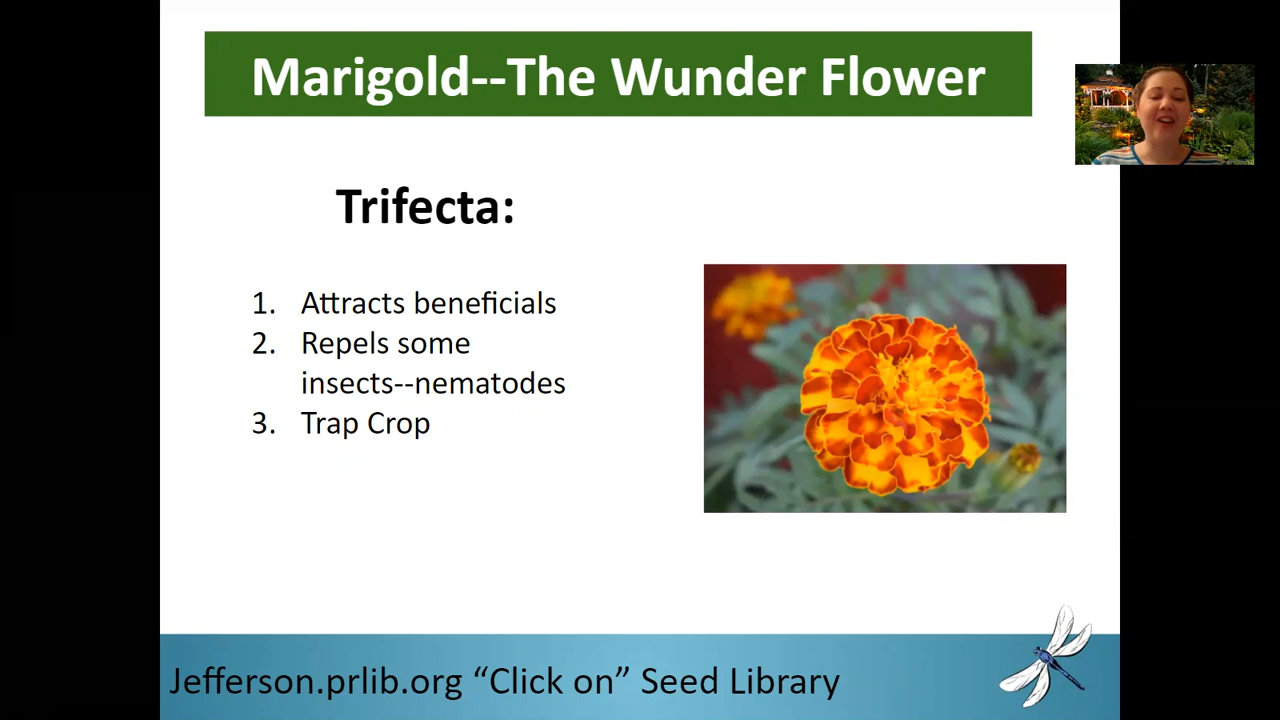 Marigold--The Wunder Flower
Trifecta:
1. Attracts beneficials
2. Repels some
insects--nematodes
3. Trap Crop
Jefferson.prlib.org “Click on” Seed Library